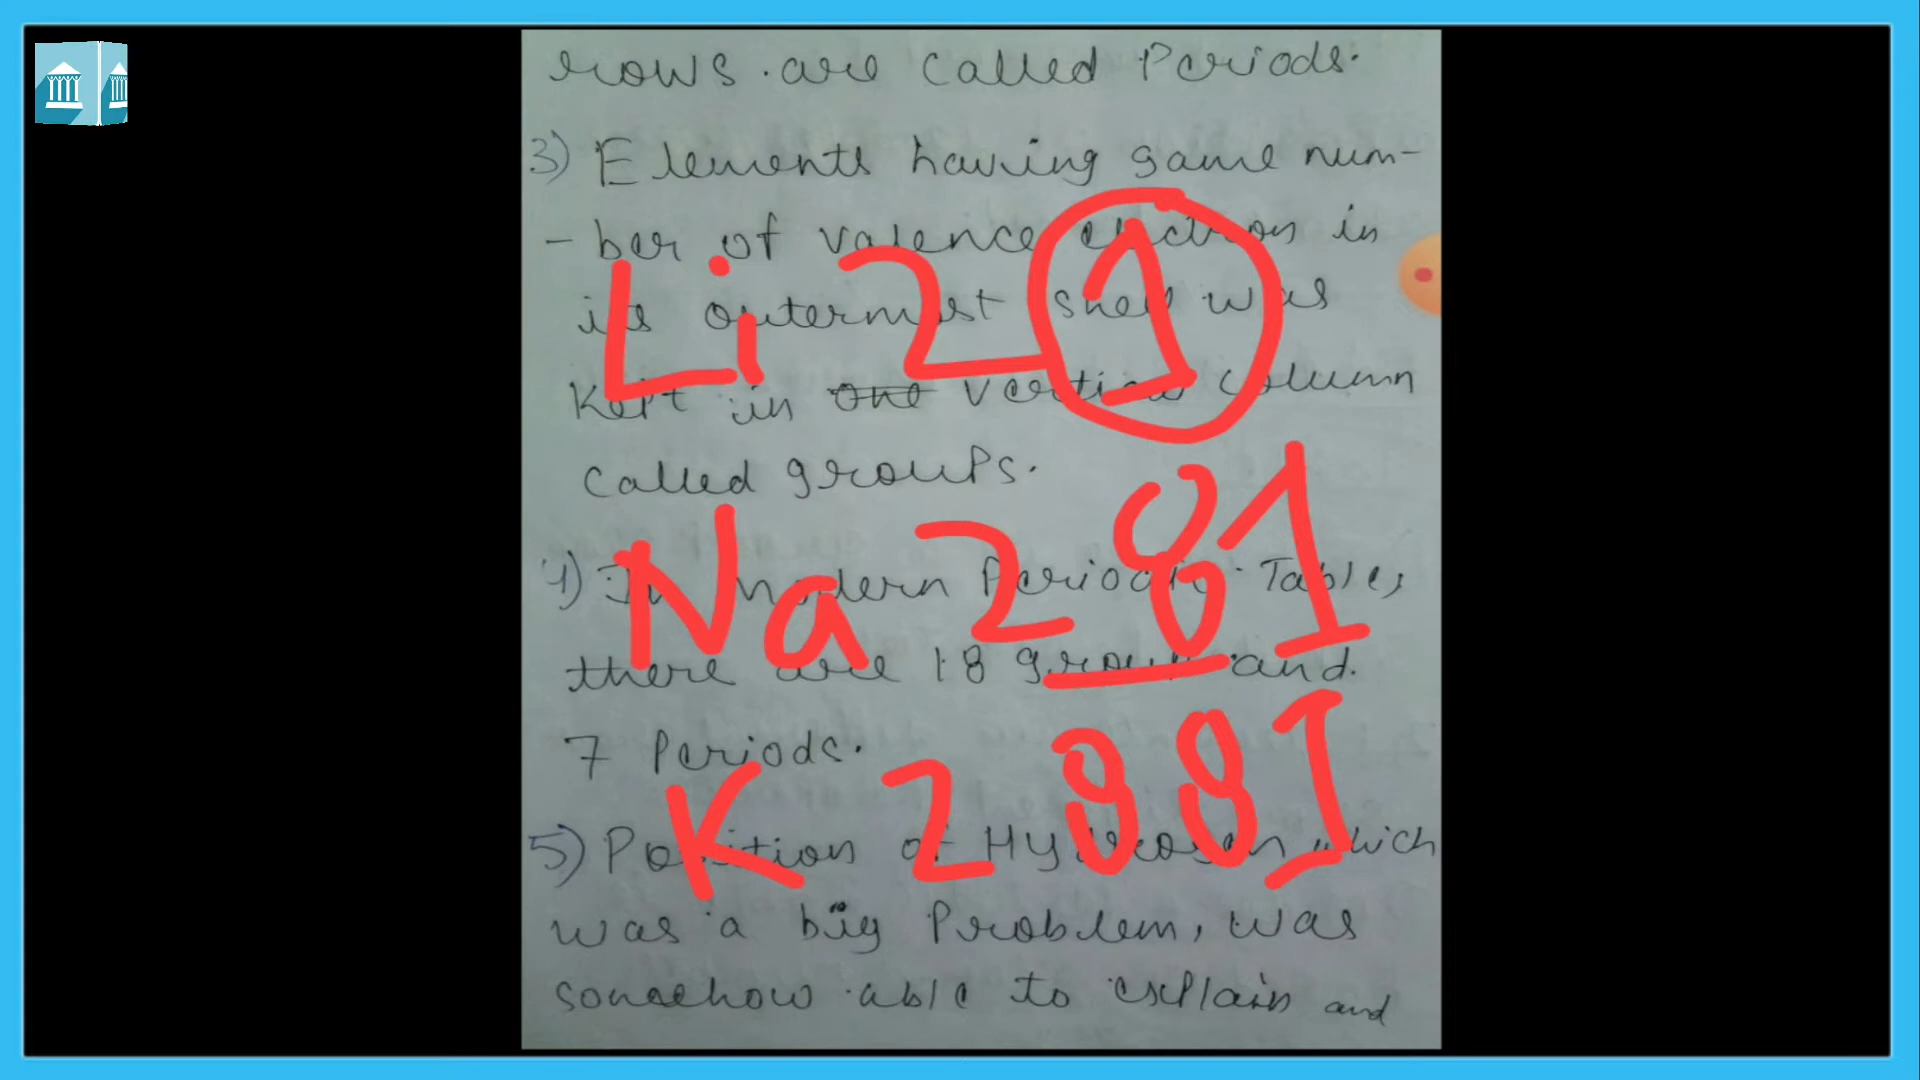 rows are called Periods.
3) Elements having same num-
-ber of valence electron in
its outermost shell was
Kept in one vertical column
called groups.
4) In modern Periodic Table,
there are 18 groups and
7 Periods.
5) Position of Hydrogen which
was a big Problem, was
somehow able to explain and
Li 2 1
Na 2 8 1
K 2 8 8 1